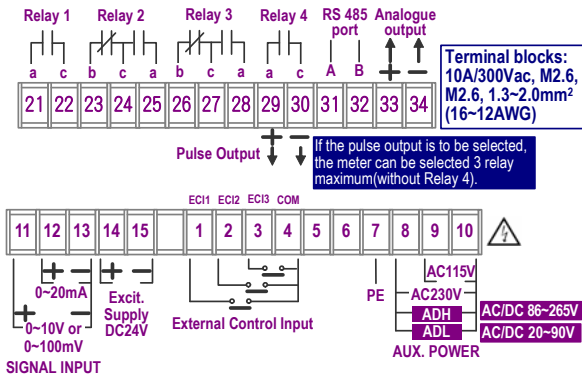 Relay 1 Relay 2 Relay 3 Relay 4 RS 485 port Analogue output
a c b c a b c a a c A B
21 22 23 24 25 26 27 28 29 30 31 32 33 34
Terminal blocks:
10A/300Vac, M2.6,
M2.6, 1.3~2.0mm²
(16~12AWG)
Pulse Output
If the pulse output is to be selected,
the meter can be selected 3 relay
maximum(without Relay 4).
ECI1 ECI2 ECI3 COM
11 12 13 14 15 1 2 3 4 5 6 7 8 9 10
0~20mA
0~10V or
0~100mV
SIGNAL INPUT
Excit.
Supply
DC24V
External Control Input
PE
AC115V
AC230V
ADH AC/DC 86~265V
ADL AC/DC 20~90V
AUX. POWER